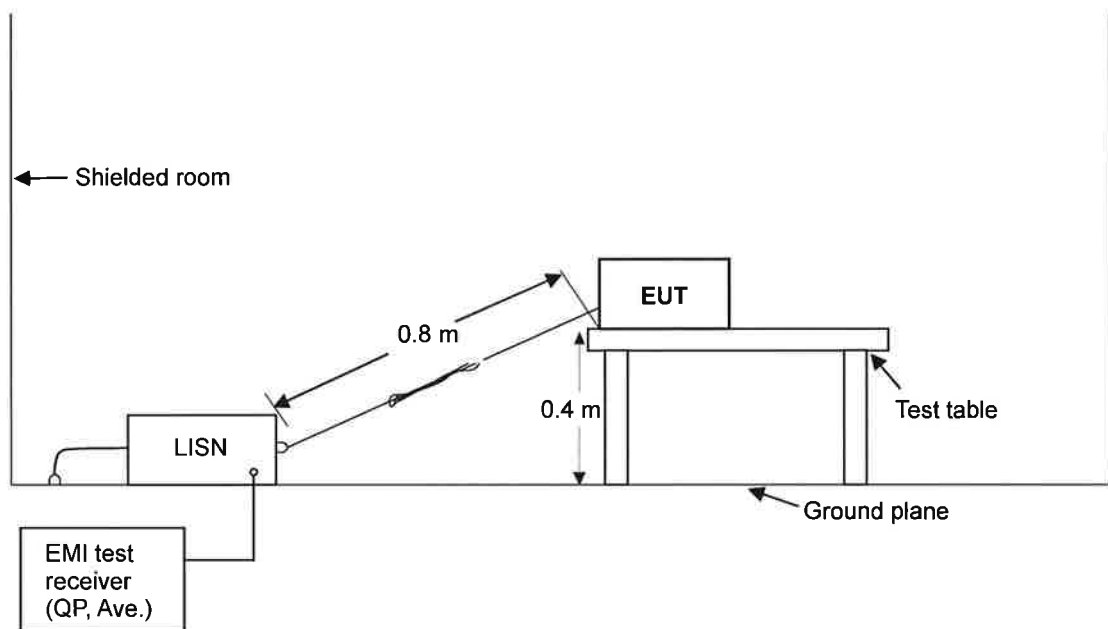 Shielded room
EUT
0.8 m
0.4 m
Test table
LISN
Ground plane
EMI test
receiver
(QP, Ave.)